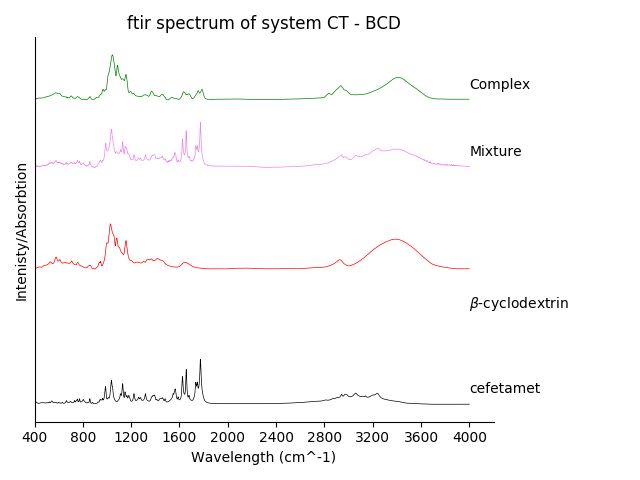 ftir spectrum of system CT - BCD
Complex
Mixture
β-cyclodextrin
cefetamet
Intenisty/Absorbtion
400 800 1200 1600 2000 2400 2800 3200 3600 4000
Wavelength (cm^-1)